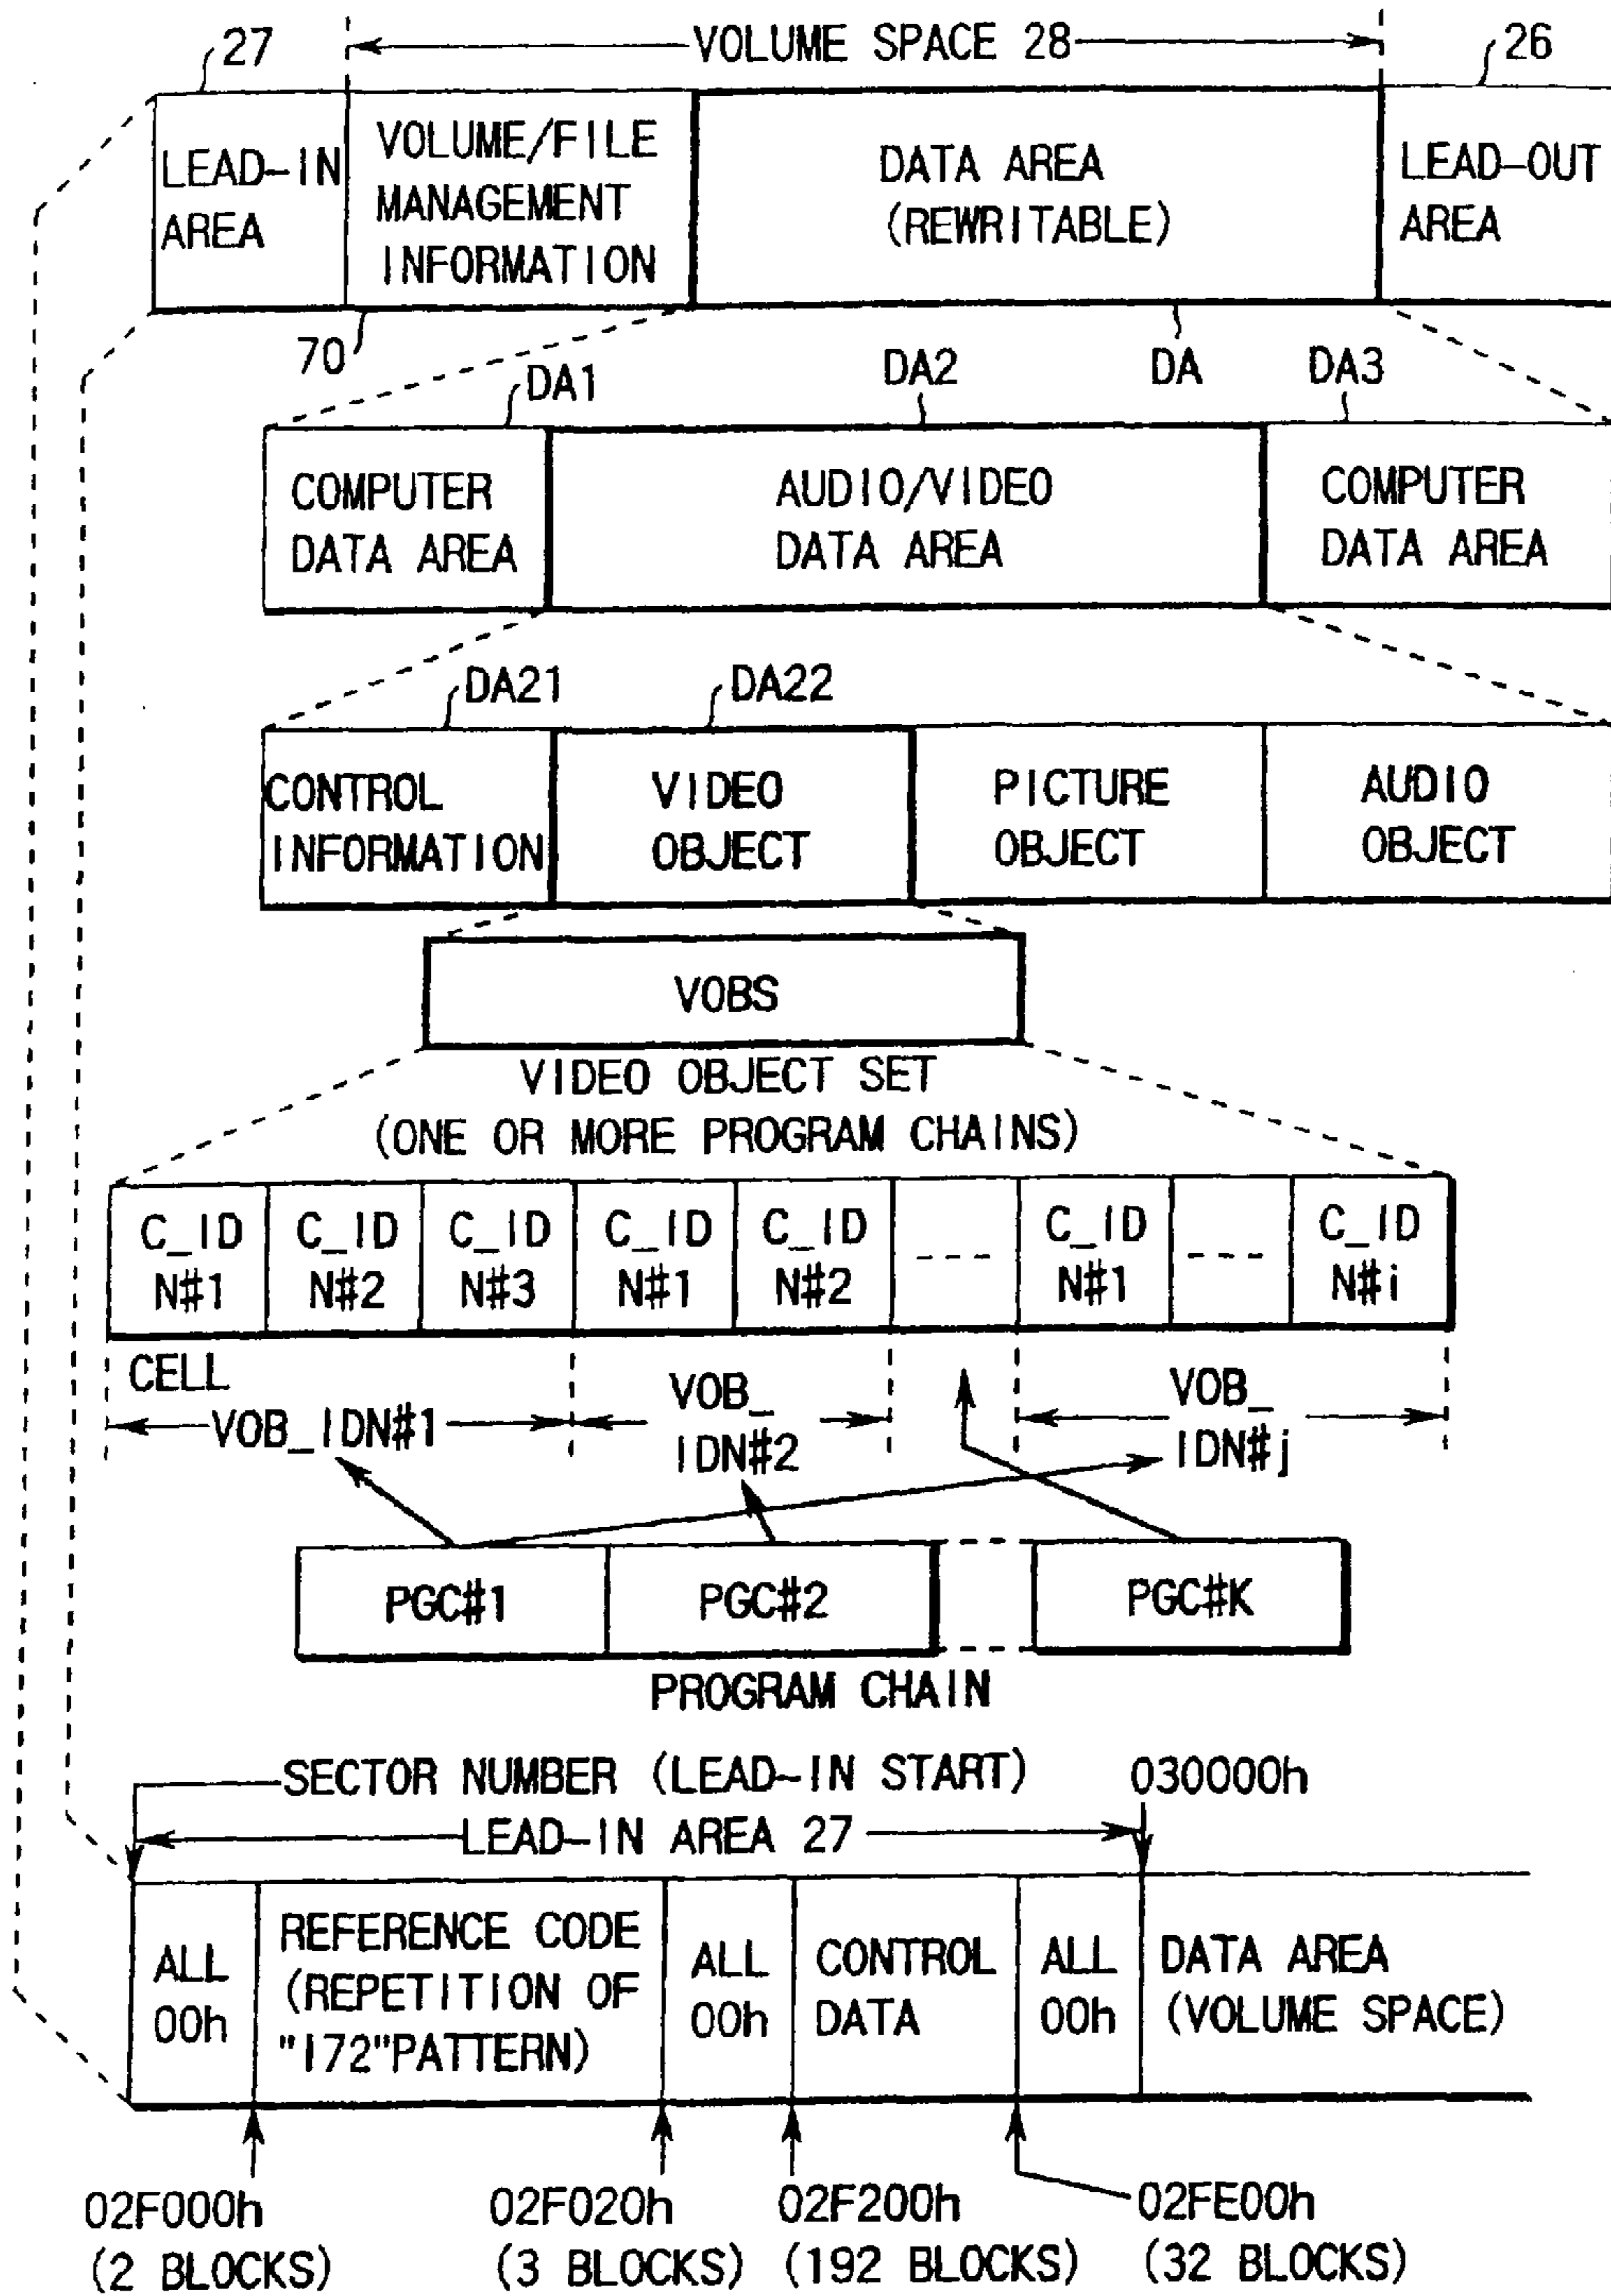 27
VOLUME SPACE 28
26
LEAD-IN
AREA
VOLUME/FILE
MANAGEMENT
INFORMATION
DATA AREA
(REWRITABLE)
LEAD-OUT
AREA
70
DA1
DA2
DA
DA3
COMPUTER
DATA AREA
AUDIO/VIDEO
DATA AREA
COMPUTER
DATA AREA
DA21
DA22
CONTROL
INFORMATION
VIDEO
OBJECT
PICTURE
OBJECT
AUDIO
OBJECT
VOBS
VIDEO OBJECT SET
(ONE OR MORE PROGRAM CHAINS)
C_ID
N#1
C_ID
N#2
C_ID
N#3
C_ID
N#1
C_ID
N#2
----
C_ID
N#1
----
C_ID
N#i
CELL
VOB_IDN#1
VOB_
IDN#2
VOB_
IDN#j
PGC#1
PGC#2
PGC#K
PROGRAM CHAIN
SECTOR NUMBER (LEAD-IN START)
030000h
LEAD-IN AREA 27
ALL
00h
REFERENCE CODE
(REPETITION OF
"172"PATTERN)
ALL
00h
CONTROL
DATA
ALL
00h
DATA AREA
(VOLUME SPACE)
02F000h
(2 BLOCKS)
02F020h
(3 BLOCKS)
02F200h
(192 BLOCKS)
02FE00h
(32 BLOCKS)